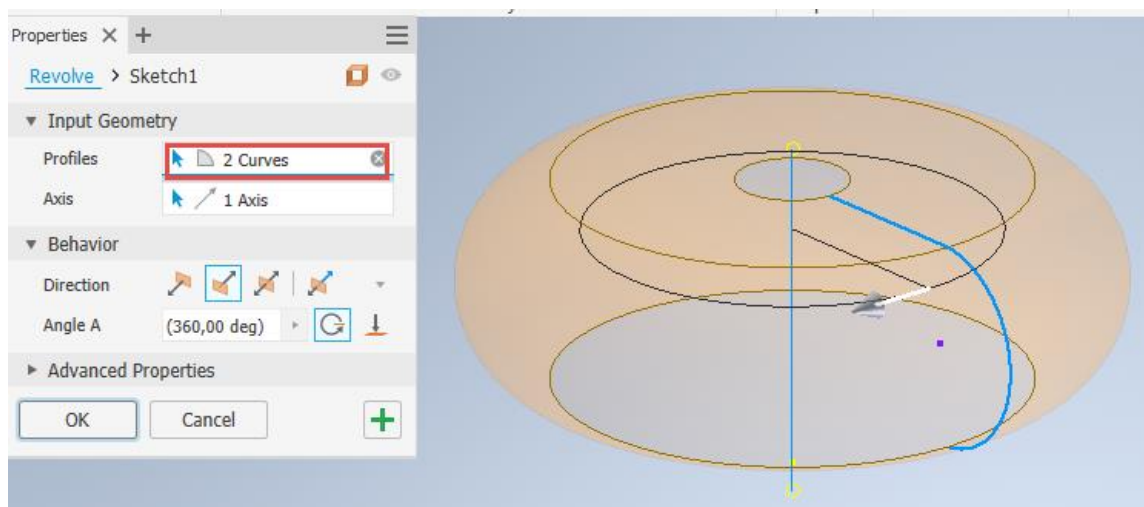 Properties × +
Revolve > Sketch1
Input Geometry
Profiles 2 Curves
Axis 1 Axis
Behavior
Direction
Angle A (360,00 deg)
Advanced Properties
OK Cancel